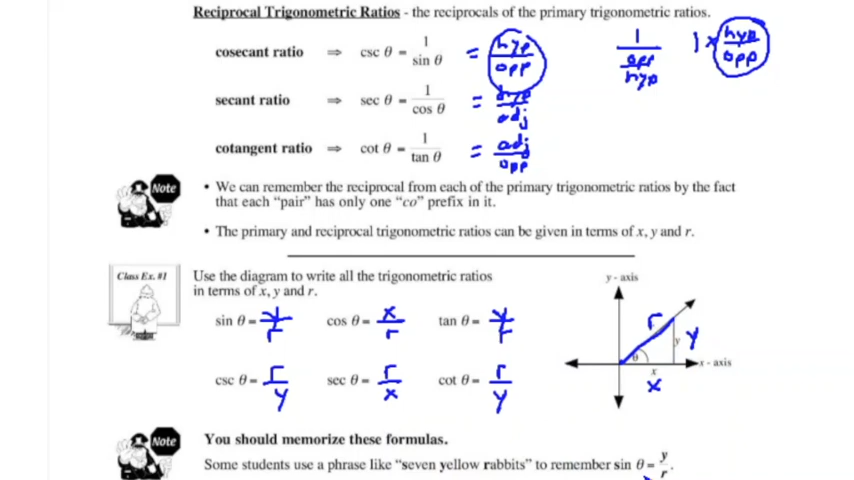 Reciprocal Trigonometric Ratios - the reciprocals of the primary trigonometric ratios.
cosecant ratio ⇒ csc θ = 1/sin θ = hyp/opp 1/(opp/hyp) 1 × hyp/opp
secant ratio ⇒ sec θ = 1/cos θ = hyp/adj
cotangent ratio ⇒ cot θ = 1/tan θ = adj/opp
Note
• We can remember the reciprocal from each of the primary trigonometric ratios by the fact
that each “pair” has only one “co” prefix in it.
• The primary and reciprocal trigonometric ratios can be given in terms of x, y and r.
Class Ex. #1
Use the diagram to write all the trigonometric ratios
in terms of x, y and r.
sin θ = y/r cos θ = x/r tan θ = y/r
csc θ = r/y sec θ = r/x cot θ = r/y
y - axis
r
y y
θ
x - axis
x
x
Note
You should memorize these formulas.
Some students use a phrase like “seven yellow rabbits” to remember sin θ = y/r.